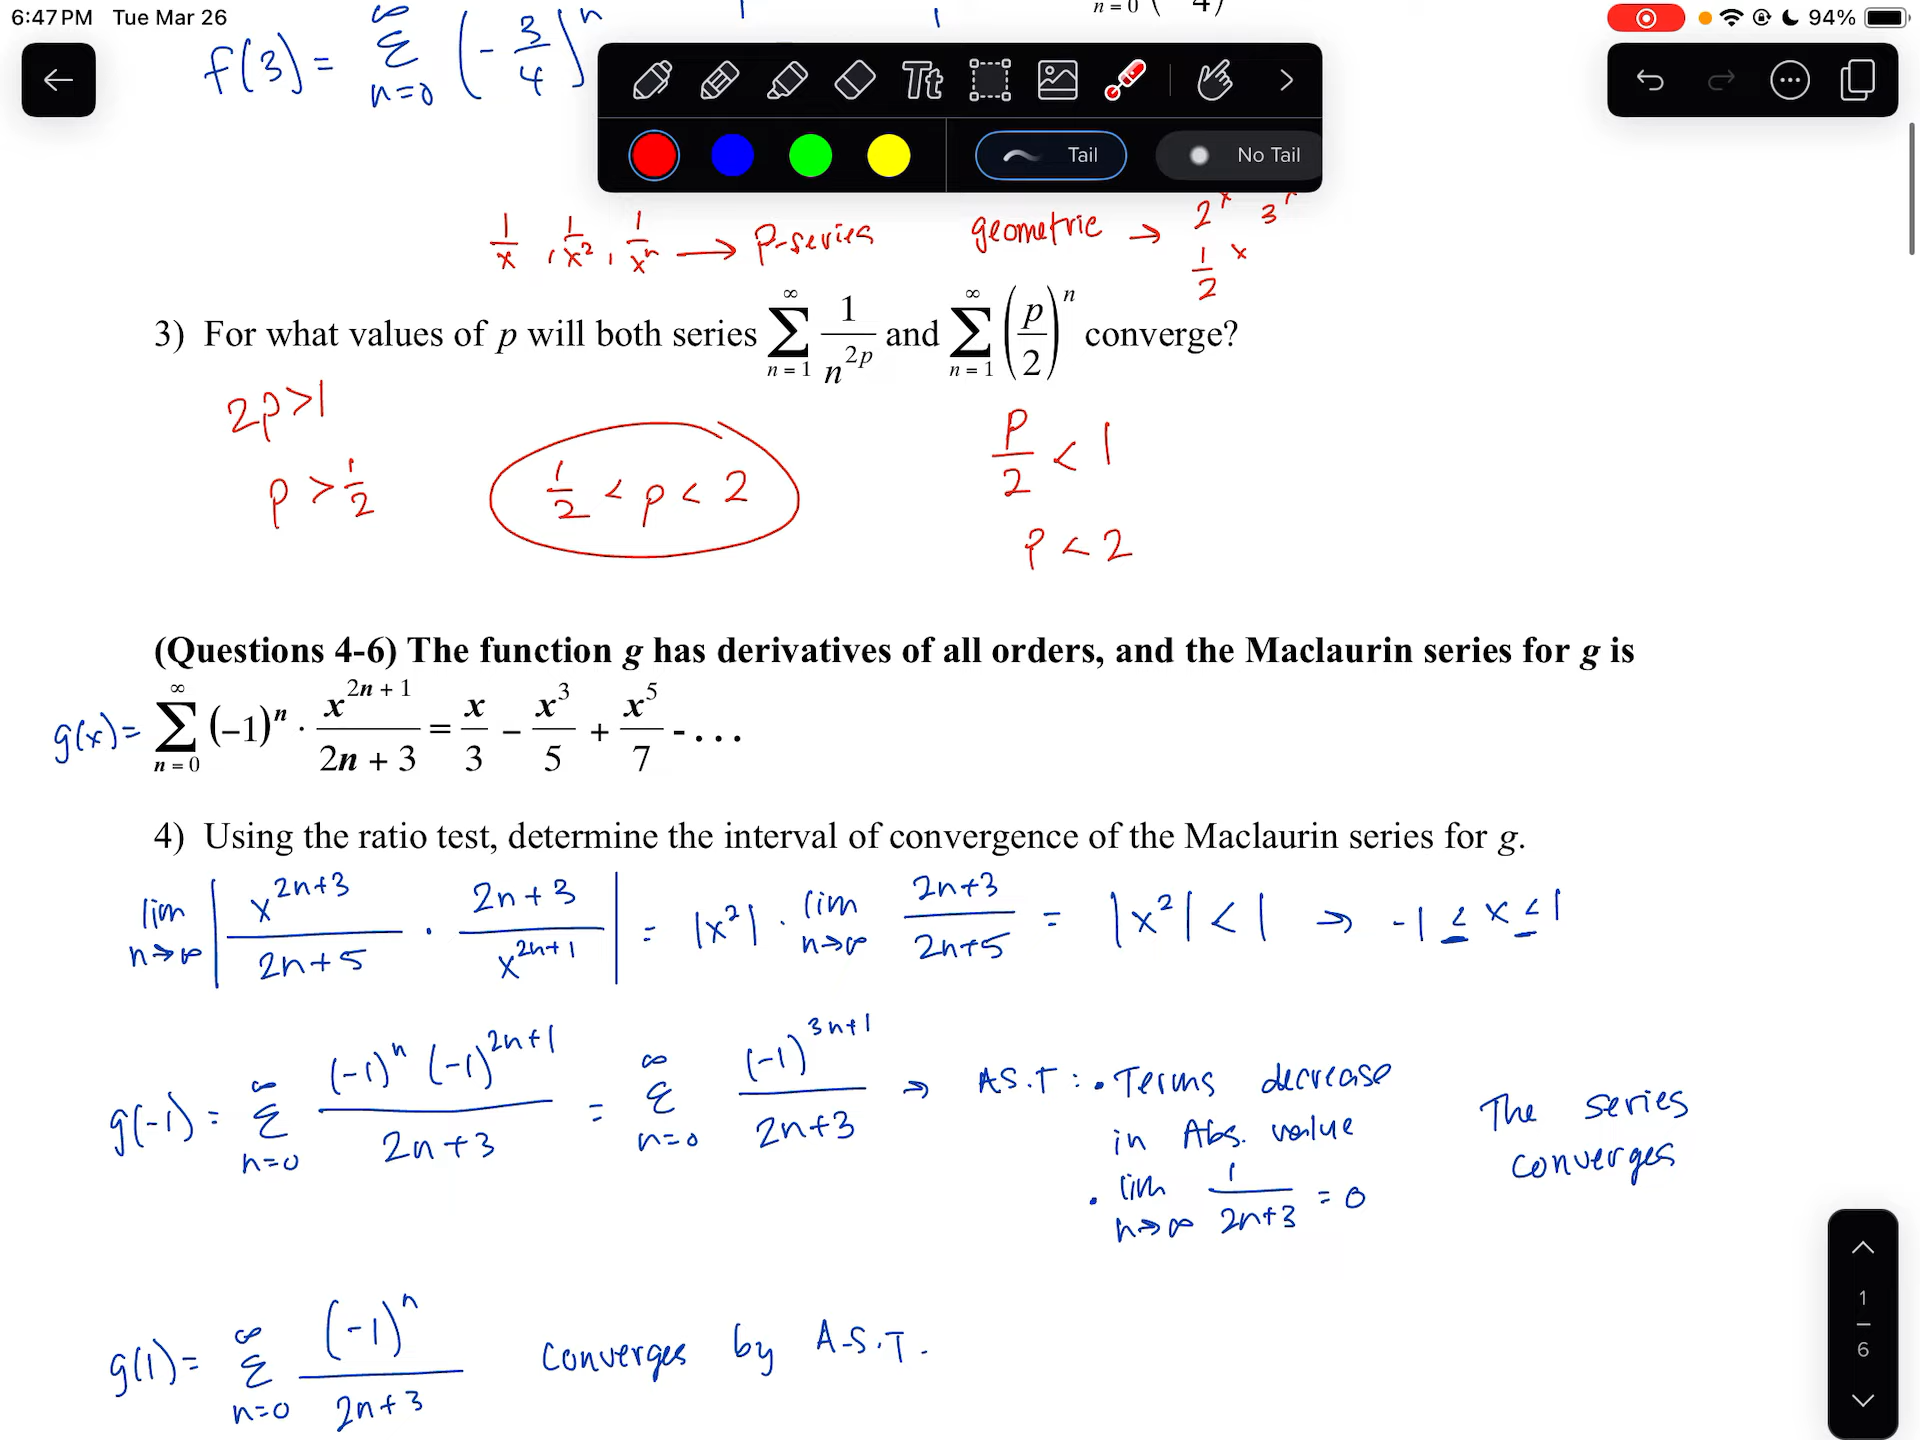 6:47 PM Tue Mar 26 94%
f(3) = ∞ Σ n=0 (- 3/4)^n
n = 0 ( 4 )
Tt
Tail No Tail
1/x , 1/x² , 1/x^n → P-series geometric → 2^x 3
1/2 ^x
3) For what values of p will both series ∞ Σ n = 1 1/n^2p and ∞ Σ n = 1 (p/2)^n converge?
2p>1
p > 1/2
1/2 < p < 2
p/2 < 1
p < 2
(Questions 4-6) The function g has derivatives of all orders, and the Maclaurin series for g is
g(x) = ∞ Σ n = 0 (−1)^n · x^(2n + 1)/(2n + 3) = x/3 − x³/5 + x⁵/7 - . . .
4) Using the ratio test, determine the interval of convergence of the Maclaurin series for g.
lim n→∞ | x^(2n+3)/(2n+5) · (2n+3)/x^(2n+1) | = |x²| · lim n→∞ (2n+3)/(2n+5) = |x²| < 1 → -1 ≤ x ≤ 1
g(-1) = ∞ Σ n=0 (-1)^n (-1)^(2n+1)/(2n+3) = ∞ Σ n=0 (-1)^(3n+1)/(2n+3) → A.S.T : • Terms decrease
in Abs. value
• lim n→∞ 1/(2n+3) = 0
The series
converges
g(1) = ∞ Σ n=0 (-1)^n/(2n+3) Converges by A.S.T.
1
6